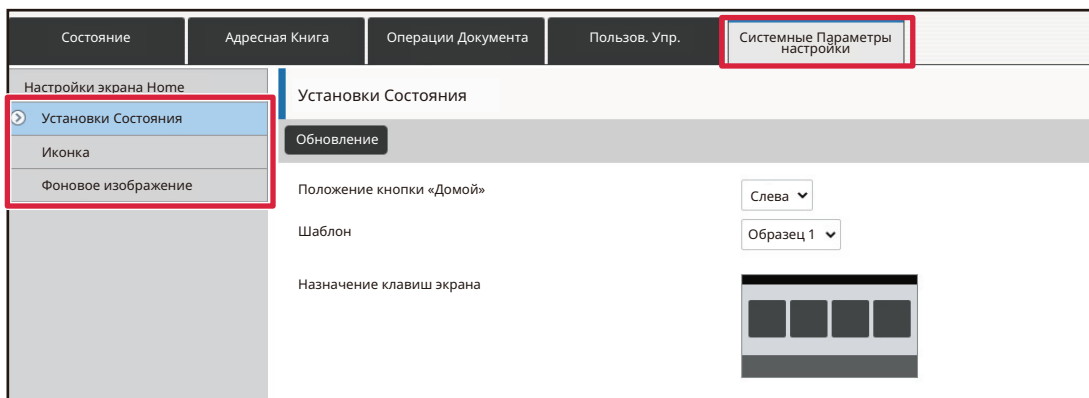 Состояние
Адресная Книга
Операции Документа
Пользов. Упр.
Системные Параметры
настройки
Настройки экрана Home
Установки Состояния
Иконка
Фоновое изображение
Установки Состояния
Обновление
Положение кнопки «Домой»
Слева
Шаблон
Образец 1
Назначение клавиш экрана